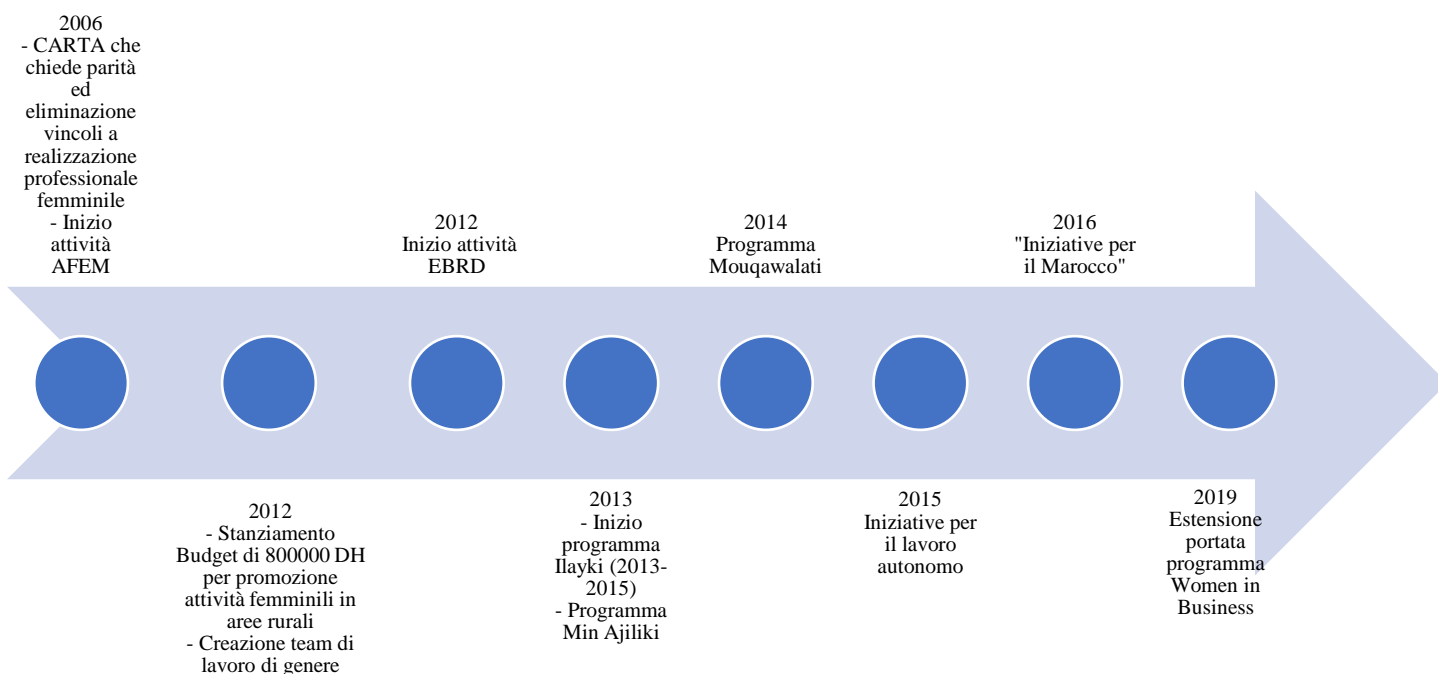 2006
- CARTA che
chiede parità
ed
eliminazione
vincoli a
realizzazione
professionale
femminile
- Inizio
attività
AFEM
2012
- Stanziamento
Budget di 800000 DH
per promozione
attività femminili in
aree rurali
- Creazione team di
lavoro di genere
2012
Inizio attività
EBRD
2013
- Inizio
programma
Ilayki (2013-
2015)
- Programma
Min Ajiliki
2014
Programma
Mouqawalati
2015
Iniziative per
il lavoro
autonomo
2016
"Iniziative per
il Marocco"
2019
Estensione
portata
programma
Women in
Business